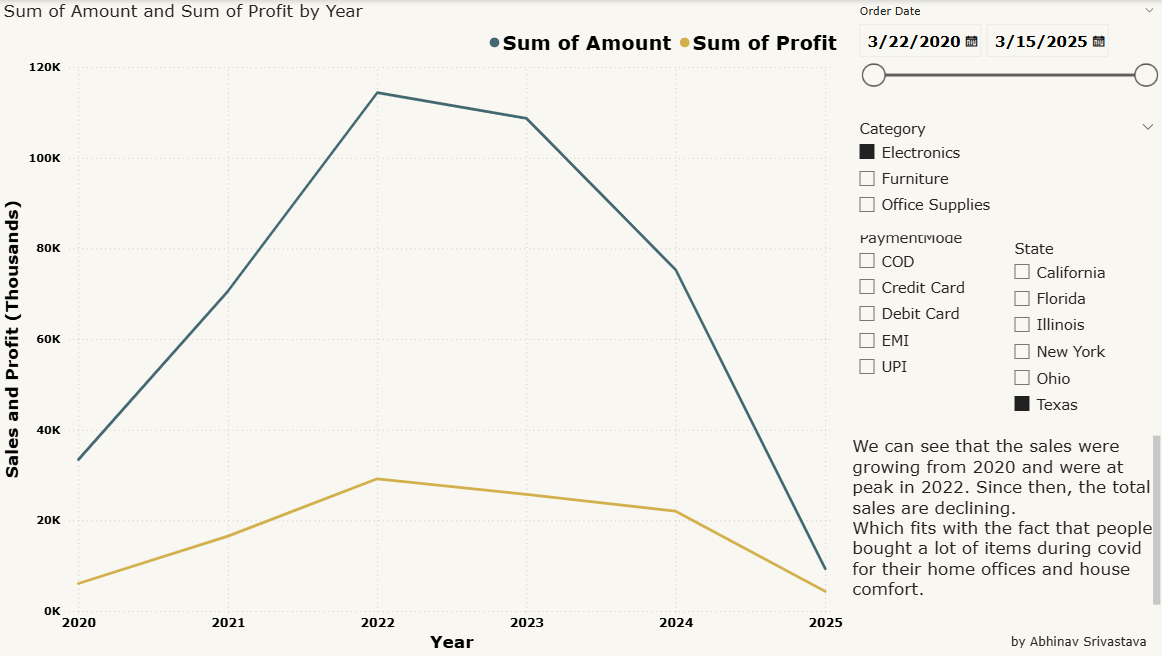 Sum of Amount and Sum of Profit by Year
Sum of Amount Sum of Profit
120K
100K
80K
60K
40K
20K
0K
Sales and Profit (Thousands)
2020 2021 2022 2023 2024 2025
Year
Order Date
3/22/2020 3/15/2025
Category
Electronics
Furniture
Office Supplies
PaymentMode
COD
Credit Card
Debit Card
EMI
UPI
State
California
Florida
Illinois
New York
Ohio
Texas
We can see that the sales were
growing from 2020 and were at
peak in 2022. Since then, the total
sales are declining.
Which fits with the fact that people
bought a lot of items during covid
for their home offices and house
comfort.
by Abhinav Srivastava